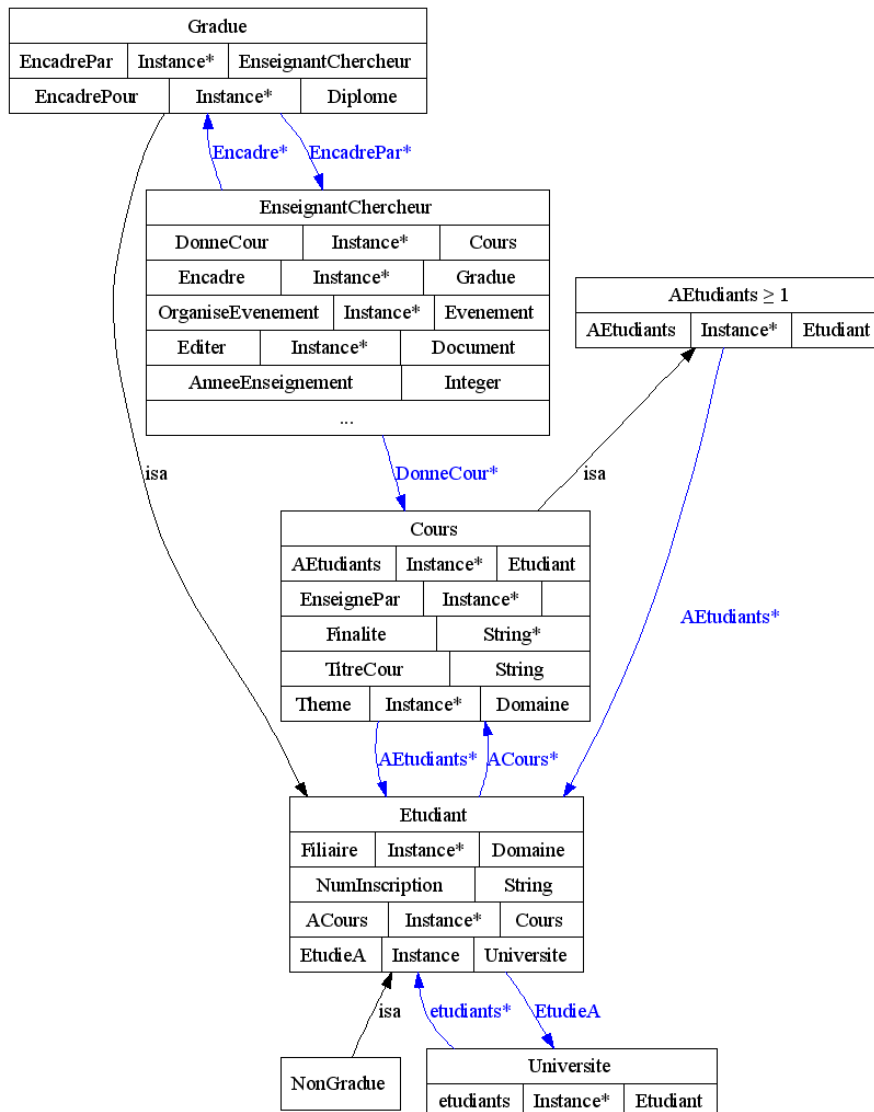 Gradue
EncadrePar Instance* EnseignantChercheur
EncadrePour Instance* Diplome
Encadre* EncadrePar*
EnseignantChercheur
DonneCour Instance* Cours
Encadre Instance* Gradue
OrganiseEvenement Instance* Evenement
Editer Instance* Document
AnneeEnseignement Integer
...
AEtudiants ≥ 1
AEtudiants Instance* Etudiant
isa
DonneCour*
isa
Cours
AEtudiants Instance* Etudiant
EnseignePar Instance*
Finalite String*
TitreCour String
Theme Instance* Domaine
AEtudiants*
AEtudiants* ACours*
Etudiant
Filiaire Instance* Domaine
NumInscription String
ACours Instance* Cours
EtudieA Instance Universite
isa etudiants* EtudieA
NonGradue
Universite
etudiants Instance* Etudiant